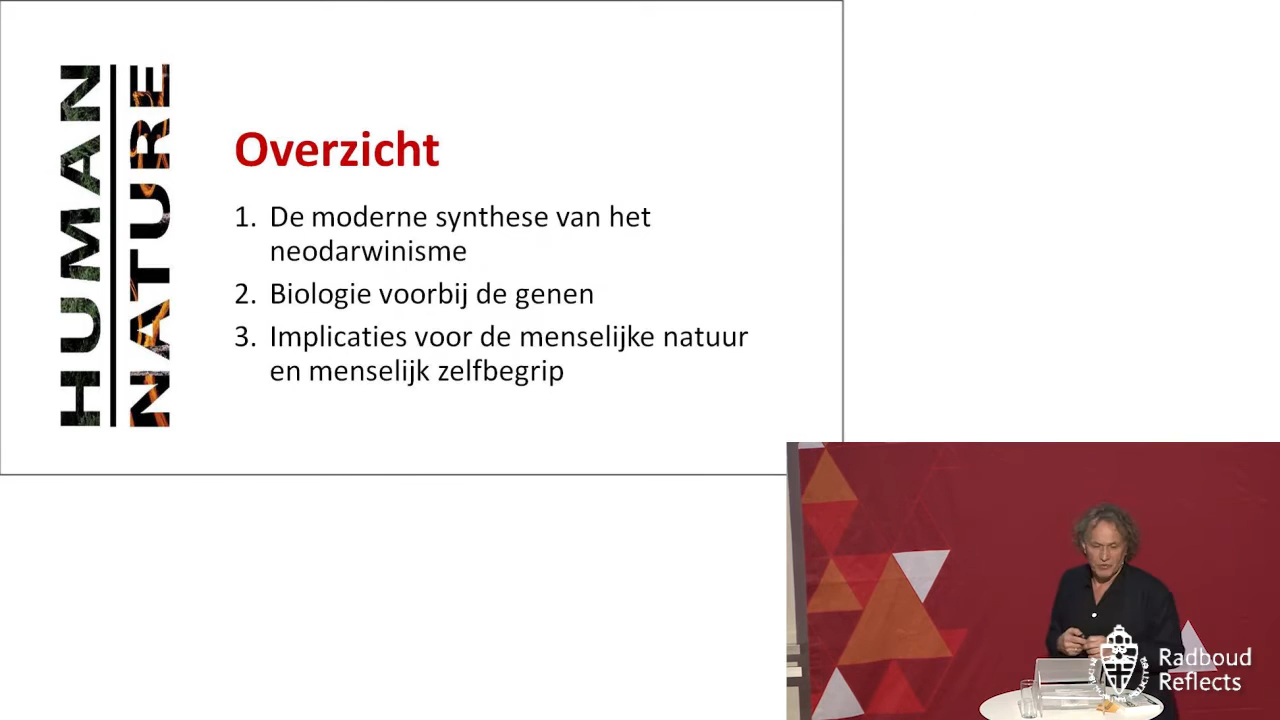 HUMAN
NATURE
Overzicht
1. De moderne synthese van het
neodarwinisme
2. Biologie voorbij de genen
3. Implicaties voor de menselijke natuur
en menselijk zelfbegrip
Radboud
Reflects